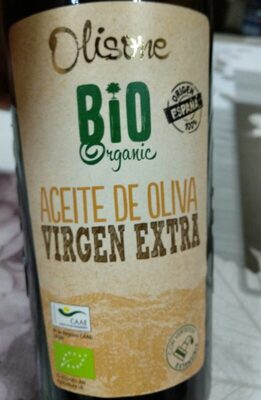 Olisone
BiO
Organic
ORIGEN
ESPAÑA
100%
ACEITE DE OLIVA
VIRGEN EXTRA
CAAE